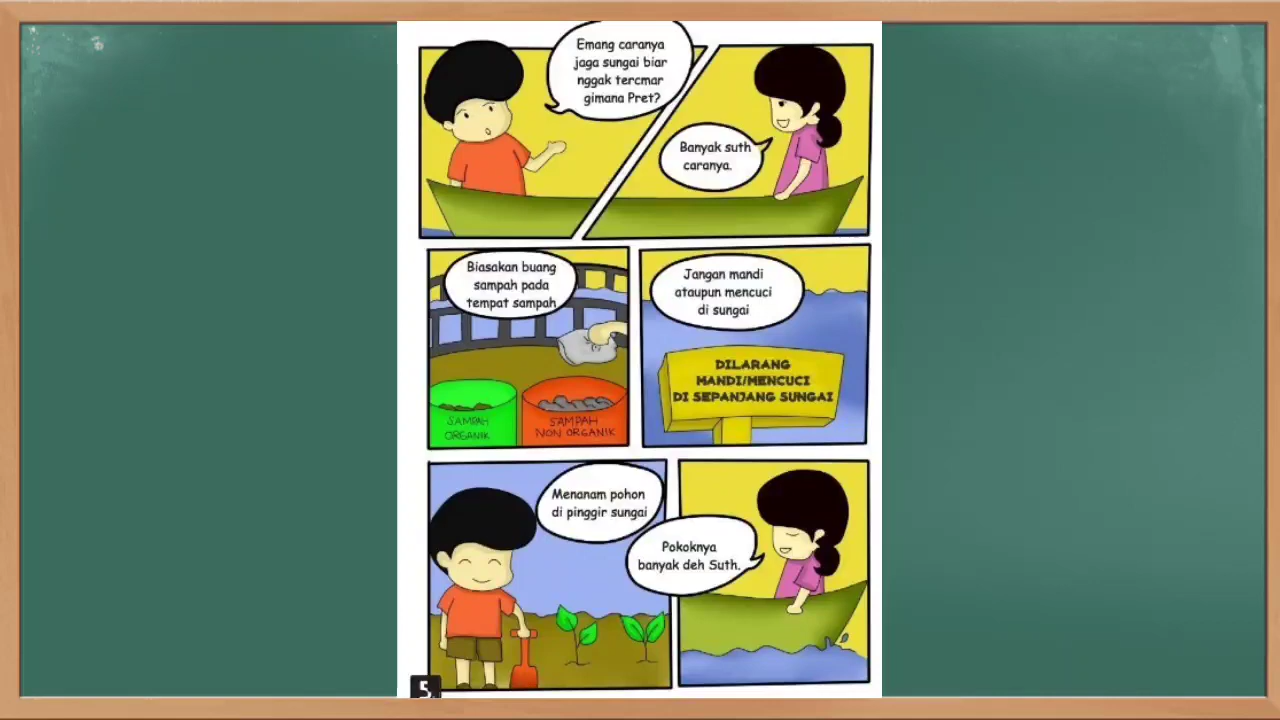 Emang caranya
jaga sungai biar
nggak tercmar
gimana Pret?
Banyak suth
caranya.
Biasakan buang
sampah pada
tempat sampah
SAMPAH
ORGANIK
SAMPAH
NON ORGANIK
Jangan mandi
ataupun mencuci
di sungai
DILARANG
MANDI/MENCUCI
DI SEPANJANG SUNGAI
Menanam pohon
di pinggir sungai
Pokoknya
banyak deh Suth.
5